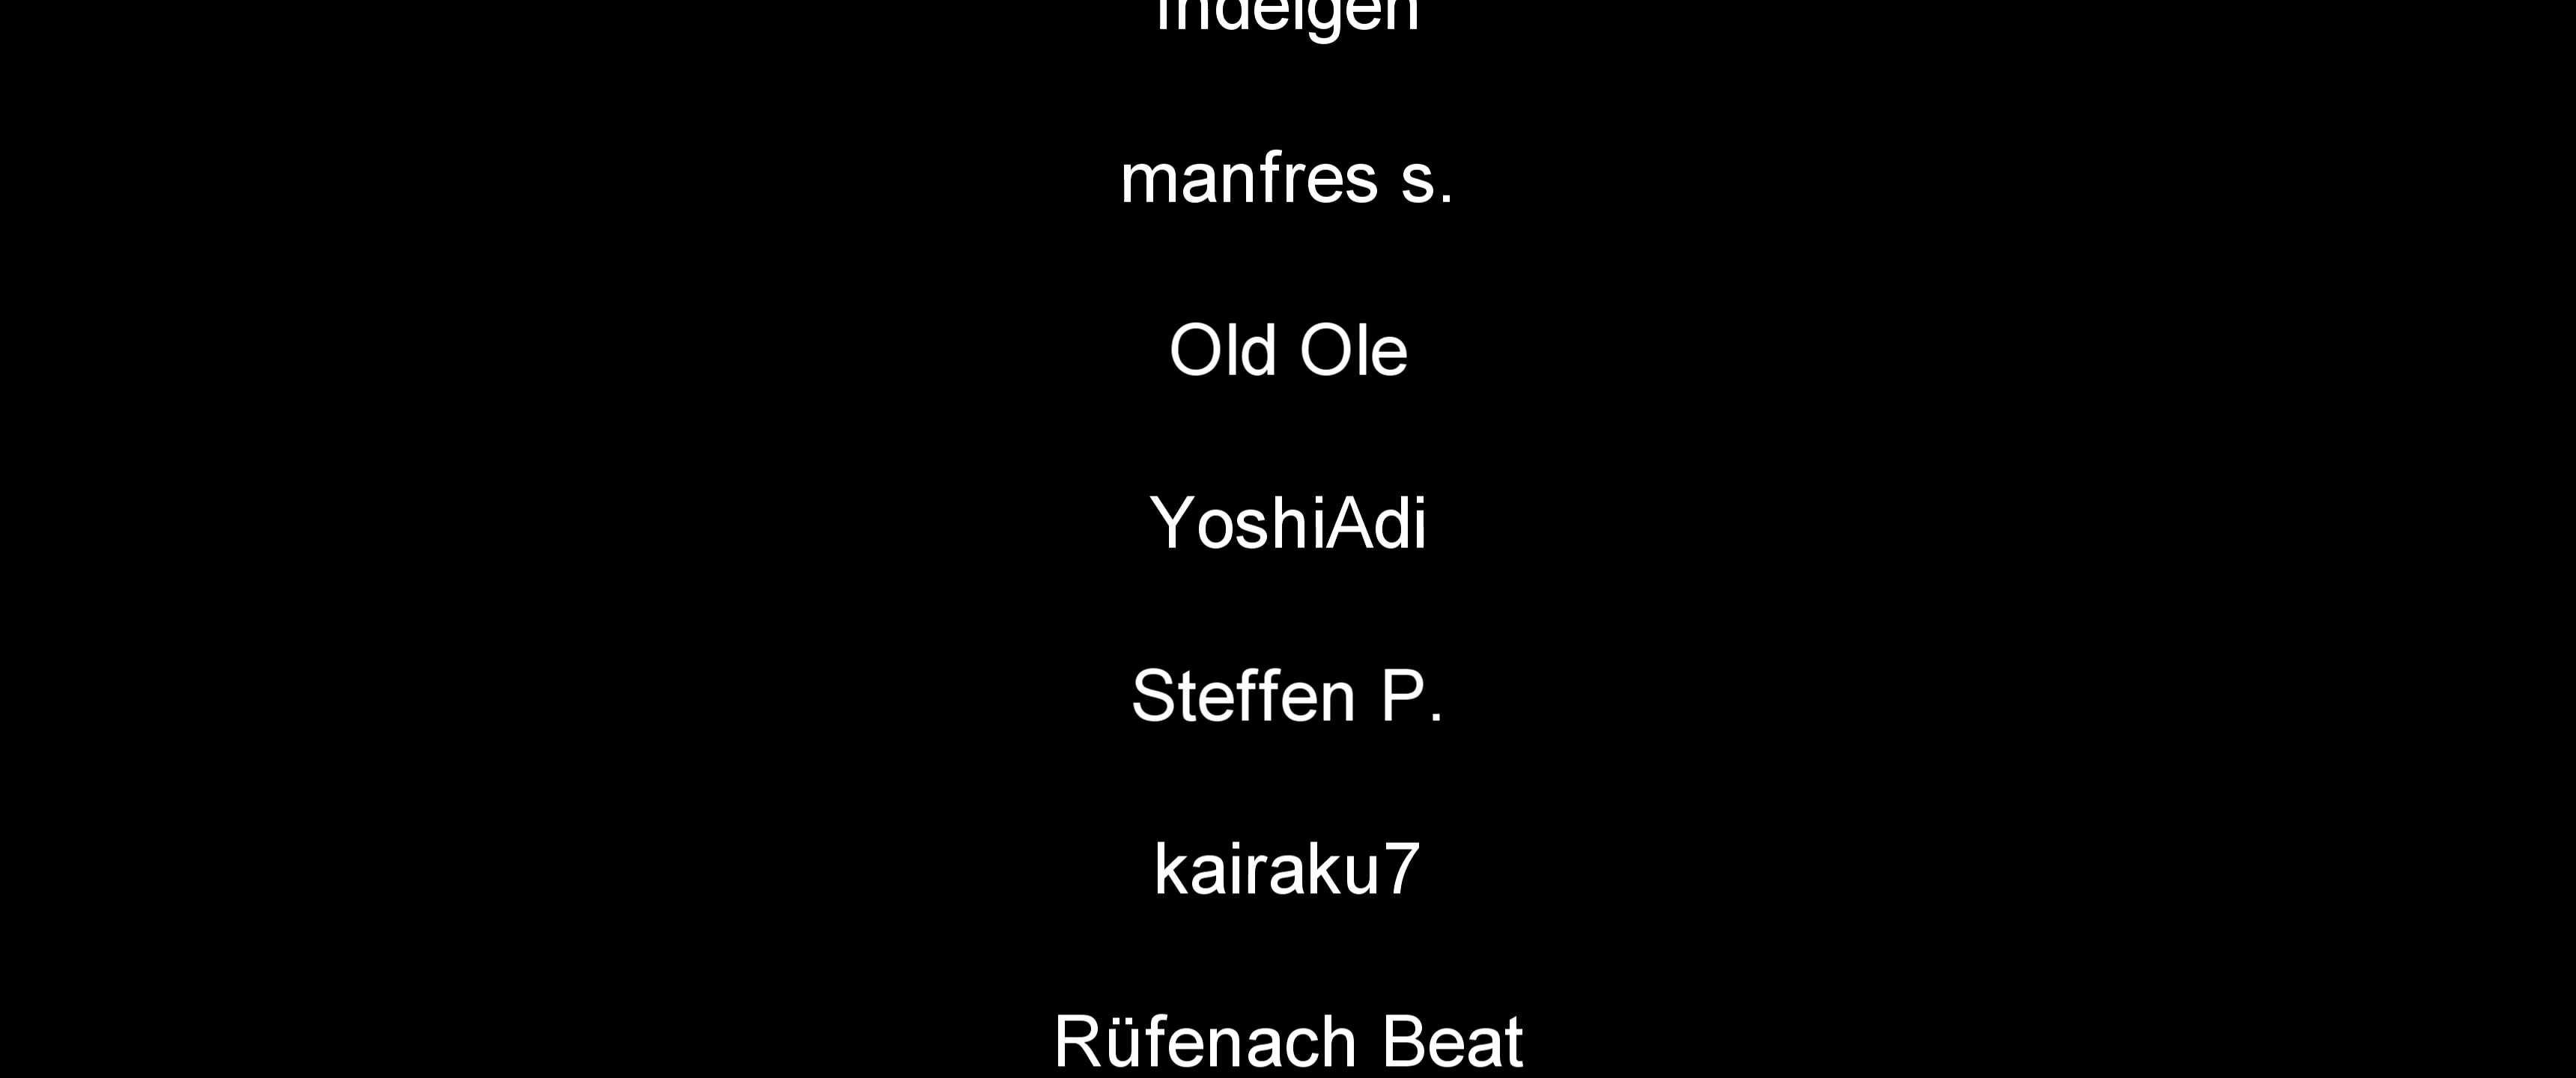 manfres s.
Old Ole
YoshiAdi
Steffen P.
kairaku7
Rüfenach Beat